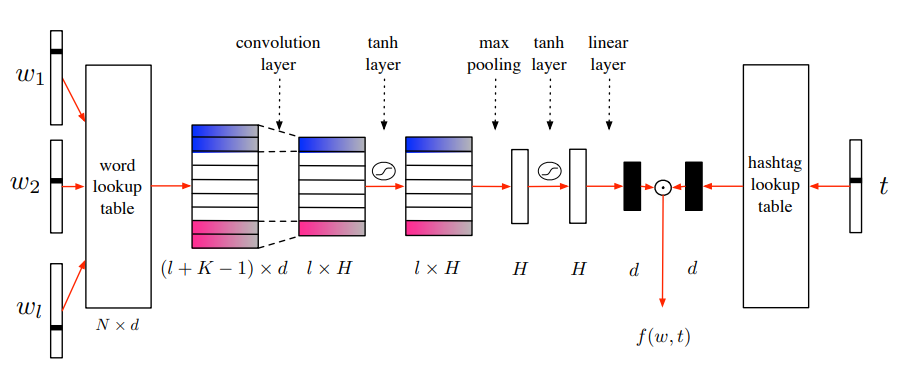 convolution layer
tanh layer
max pooling
tanh layer
linear layer
w1
w2
wl
word
lookup
table
N × d
(l + K − 1) × d
l × H
l × H
H
H
d
d
f(w, t)
hashtag
lookup
table
t